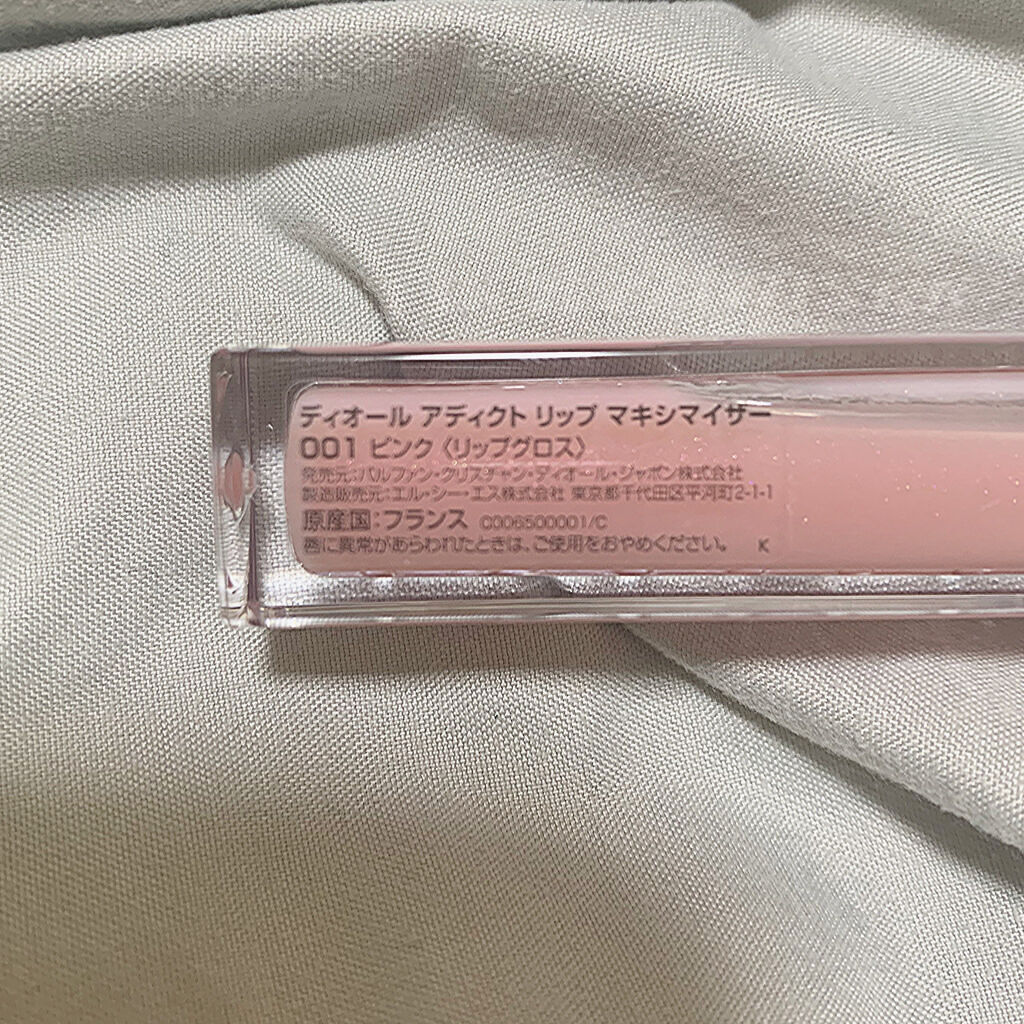 ディオール アディクト リップ マキシマイザー
001 ピンク〈リップグロス〉
発売元:パルファン・クリスチャン・ディオール・ジャポン株式会社
製造販売元:エル・シー・エス株式会社 東京都千代田区平河町2-1-1
原産国:フランス C006500001/C
唇に異常があらわれたときは、ご使用をおやめください。 K